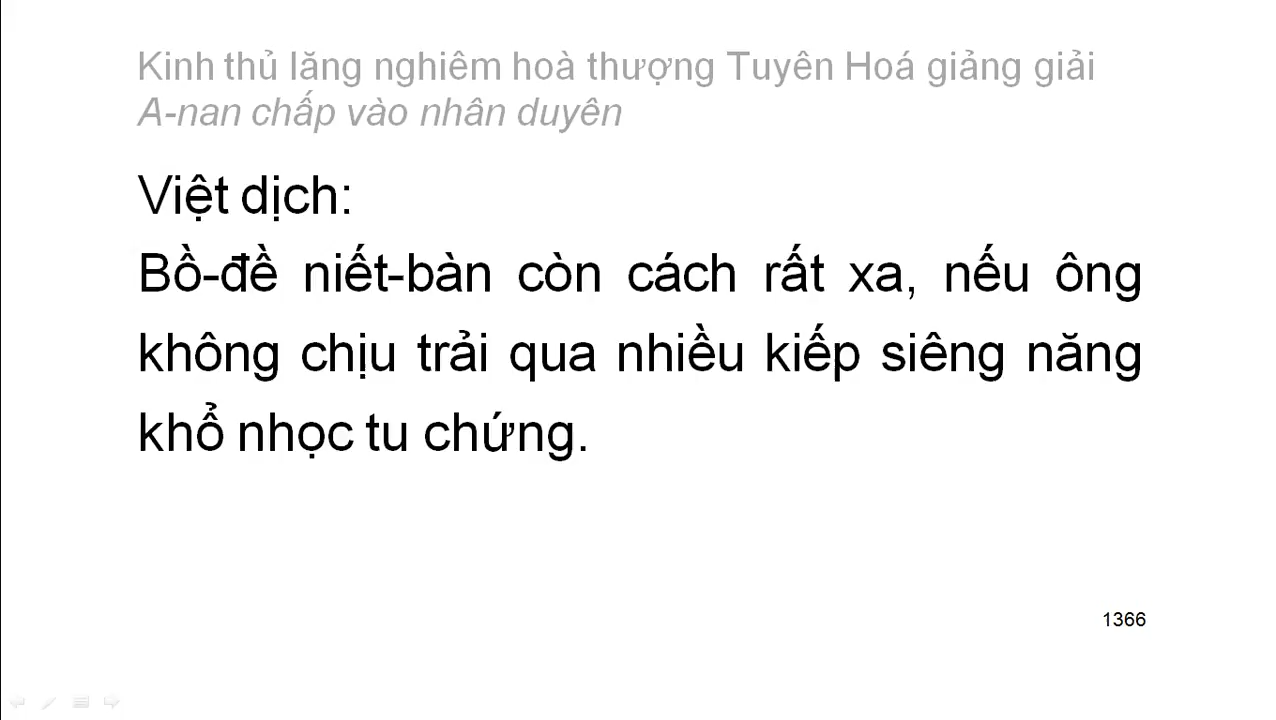 Kinh thủ lăng nghiêm hoà thượng Tuyên Hoá giảng giải
A-nan chấp vào nhân duyên
Việt dịch:
Bồ-đề niết-bàn còn cách rất xa, nếu ông
không chịu trải qua nhiều kiếp siêng năng
khổ nhọc tu chứng.
1366